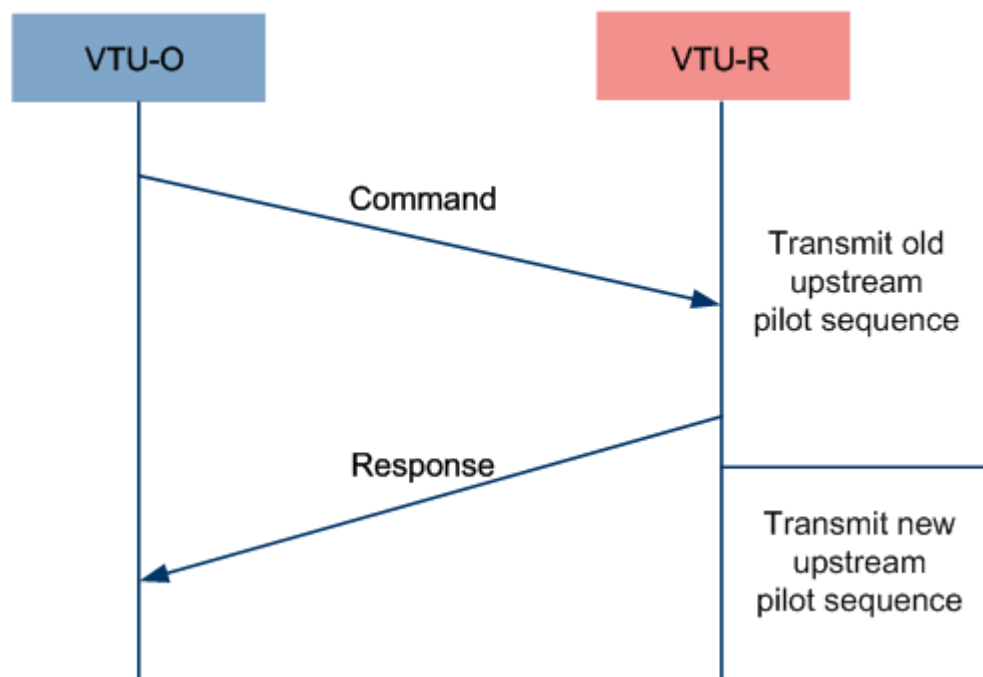 VTU-O
VTU-R
Command
Transmit old
upstream
pilot sequence
Response
Transmit new
upstream
pilot sequence